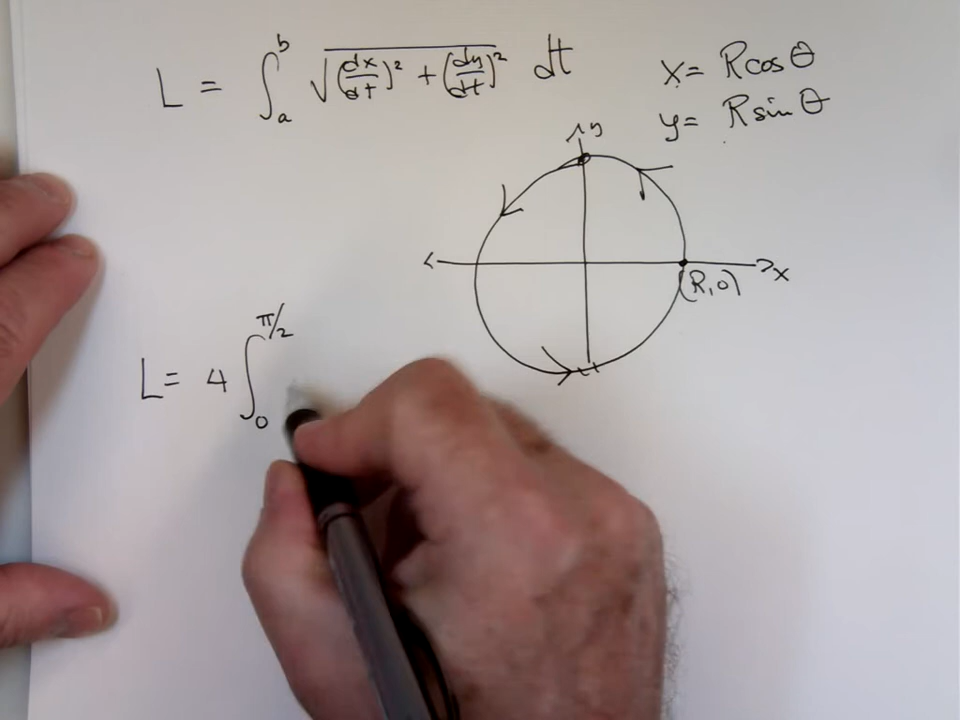 L = ∫_a^b √((dx/dt)² + (dy/dt)²) dt
x = R cos θ
y = R sin θ
y
x
(R, 0)
L = 4 ∫_0^{π/2}